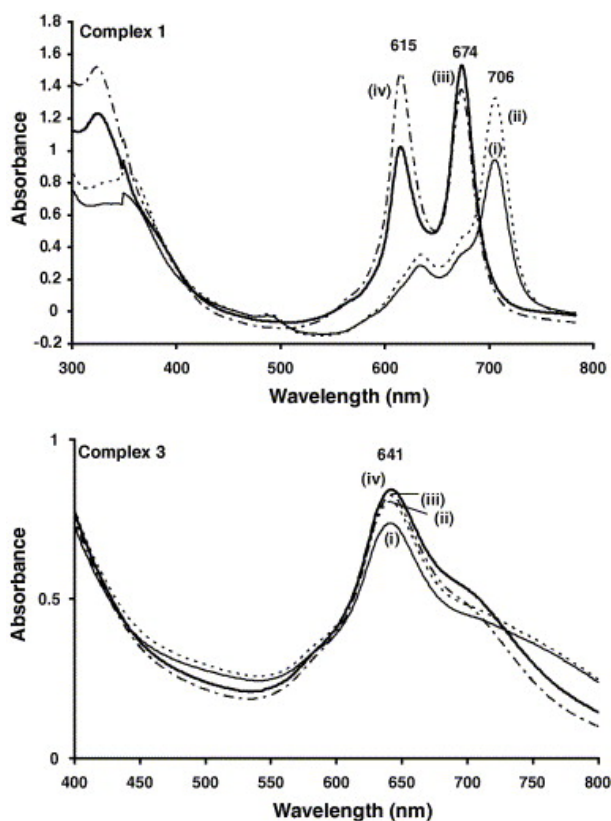 Complex 1
615
674
706
(iv)
(iii)
(ii)
(i)
Absorbance
1.8
1.6
1.4
1.2
1
0.8
0.6
0.4
0.2
0
-0.2
300 400 500 600 700 800
Wavelength (nm)
Complex 3
641
(iv)
(iii)
(ii)
(i)
Absorbance
1
0.5
0
400 450 500 550 600 650 700 750 800
Wavelength (nm)